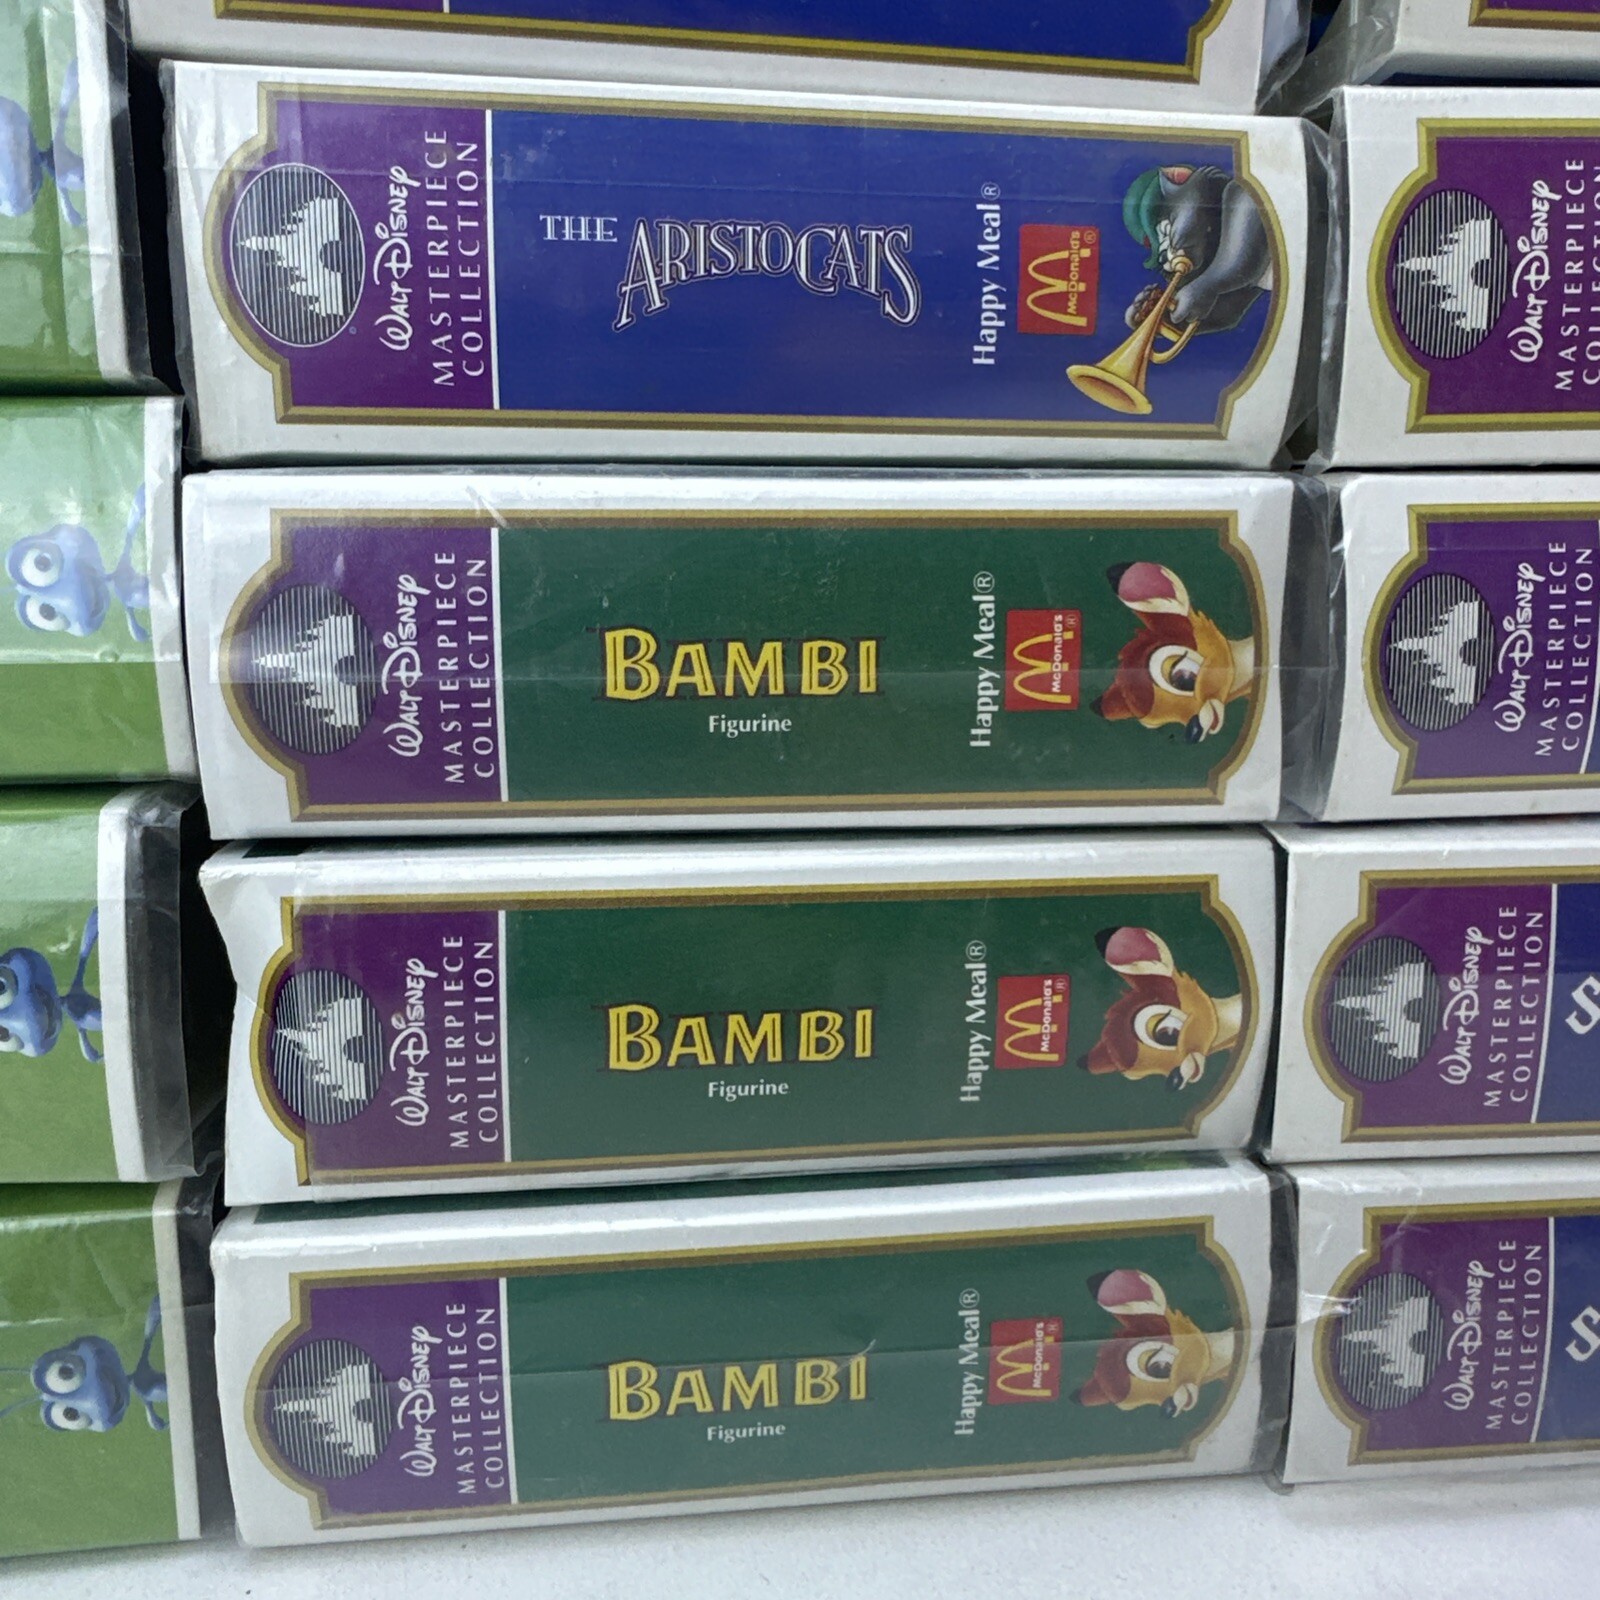 WALT DISNEY
MASTERPIECE
COLLECTION
THE ARISTOCATS
Happy Meal®
McDonald's®
WALT DISNEY
MASTERPIECE
WALT DISNEY
MASTERPIECE
COLLECTION
BAMBI
Figurine
Happy Meal®
McDonald's®
WALT DISNEY
MASTERPIECE
COLLECTION
WALT DISNEY
MASTERPIECE
COLLECTION
BAMBI
Figurine
Happy Meal®
McDonald's®
WALT DISNEY
MASTERPIECE
COLLECTION
S
WALT DISNEY
MASTERPIECE
COLLECTION
BAMBI
Figurine
Happy Meal®
McDonald's®
WALT DISNEY
MASTERPIECE
COLLECTION
S